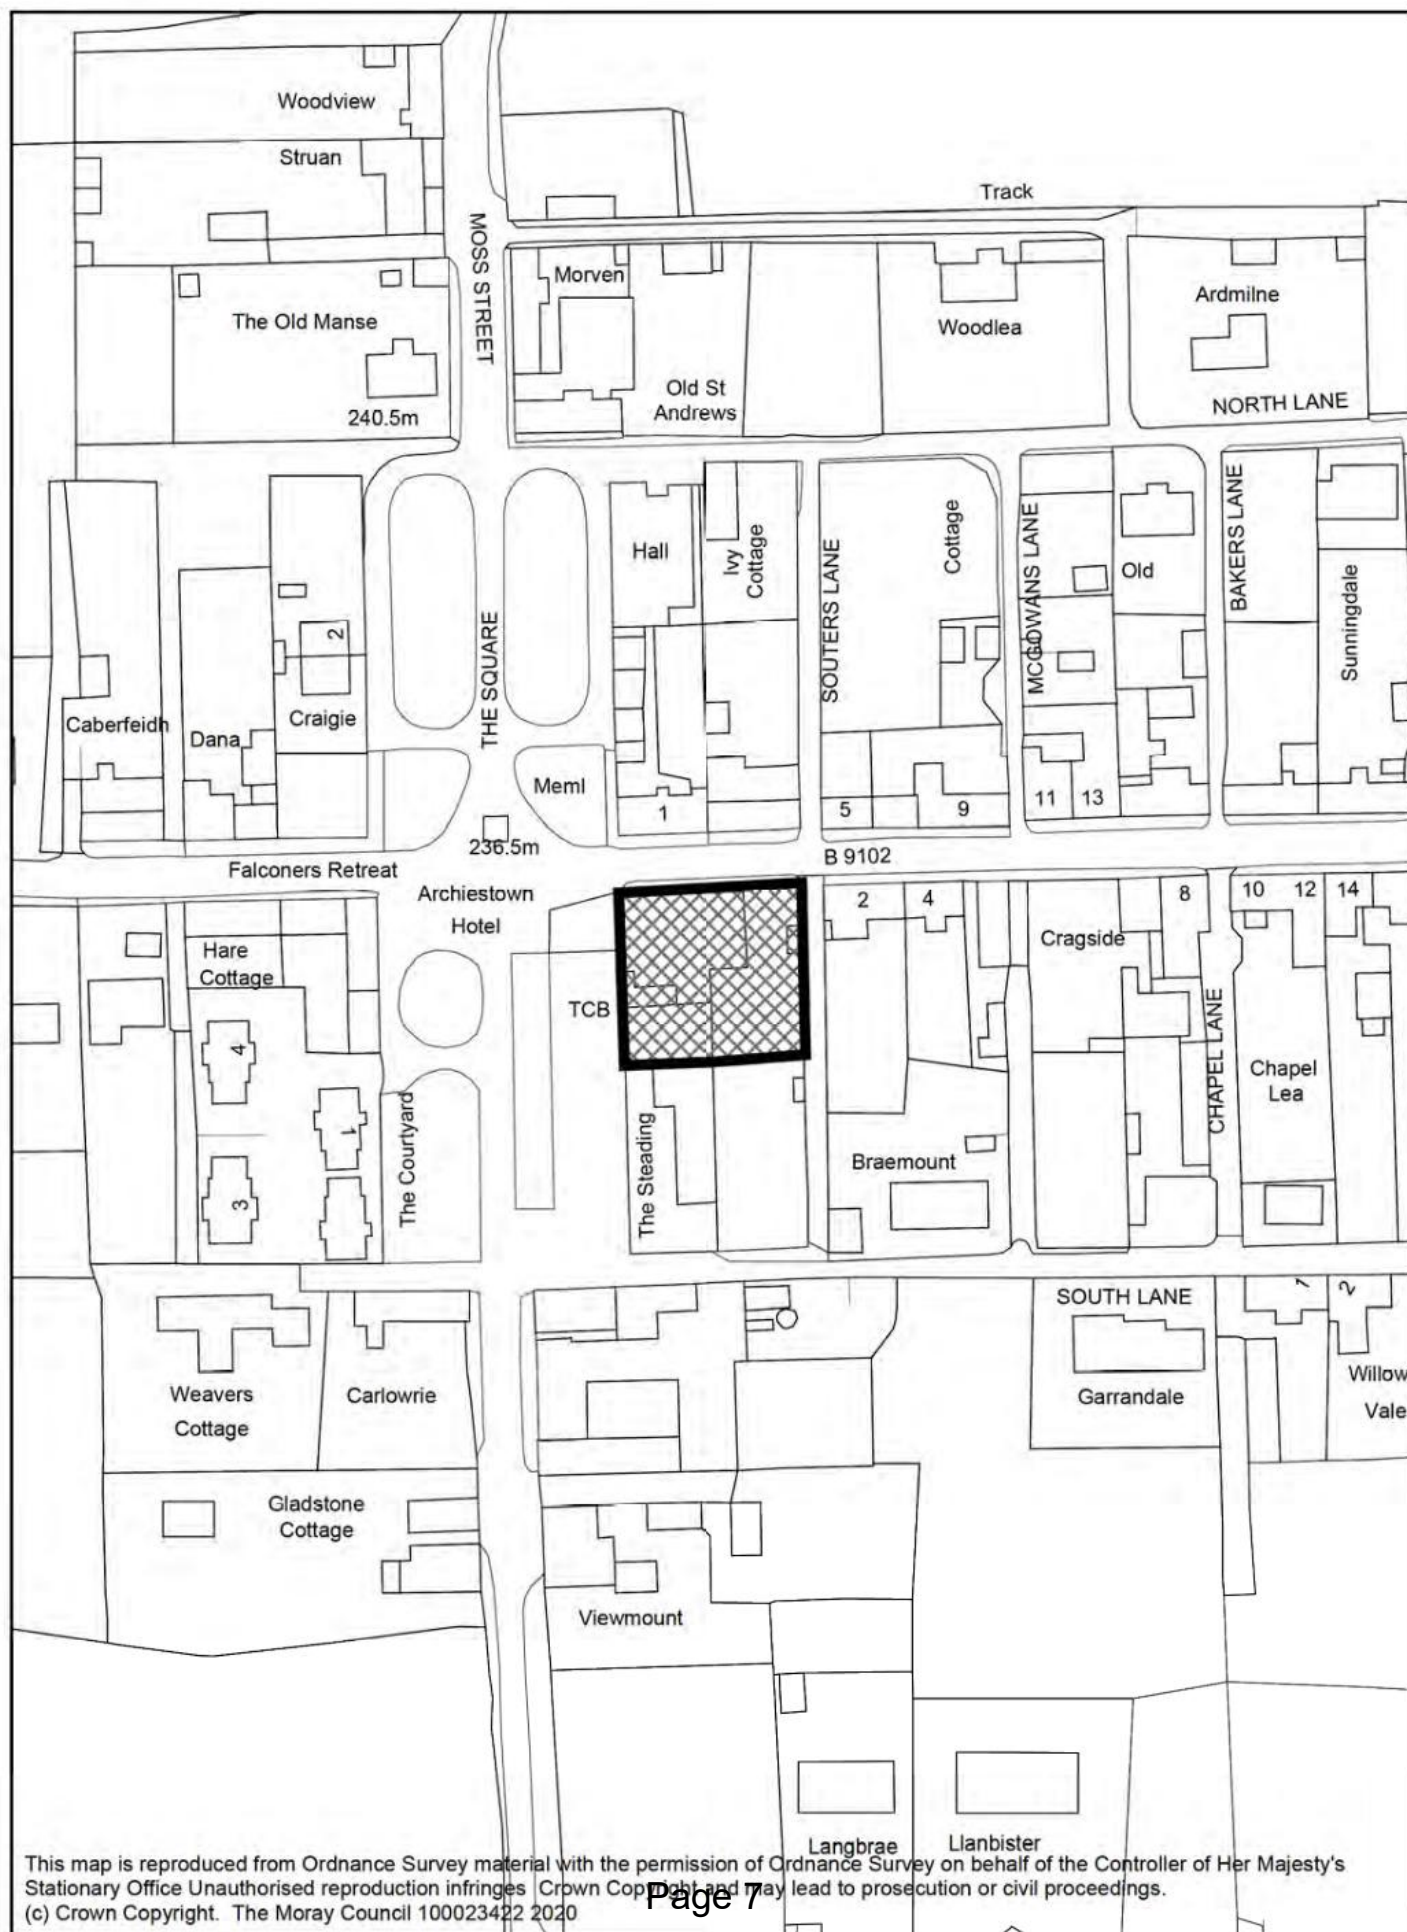 Woodview
Struan
Track
MOSS STREET
Morven
Ardmilne
The Old Manse
Woodlea
Old St
Andrews
NORTH LANE
240.5m
Hall
Ivy
Cottage
SOUTERS LANE
Cottage
MCGOWANS LANE
Old
BAKERS LANE
Sunningdale
2
THE SQUARE
Craigie
Caberfeidh
Dana
Meml
1
5
9
11
13
236.5m
B 9102
Falconers Retreat
Archiestown
Hotel
2
4
8
10
12
14
Hare
Cottage
Cragside
TCB
4
CHAPEL LANE
Chapel
Lea
1
The Courtyard
The Steading
Braemount
3
SOUTH LANE
1
2
Weavers
Cottage
Carlowrie
Garrandale
Willow
Vale
Gladstone
Cottage
Viewmount
Langbrae
Llanbister
This map is reproduced from Ordnance Survey material with the permission of Ordnance Survey on behalf of the Controller of Her Majesty's
Stationary Office Unauthorised reproduction infringes Crown Copyright and may lead to prosecution or civil proceedings.
Page 7
(c) Crown Copyright. The Moray Council 100023422 2020